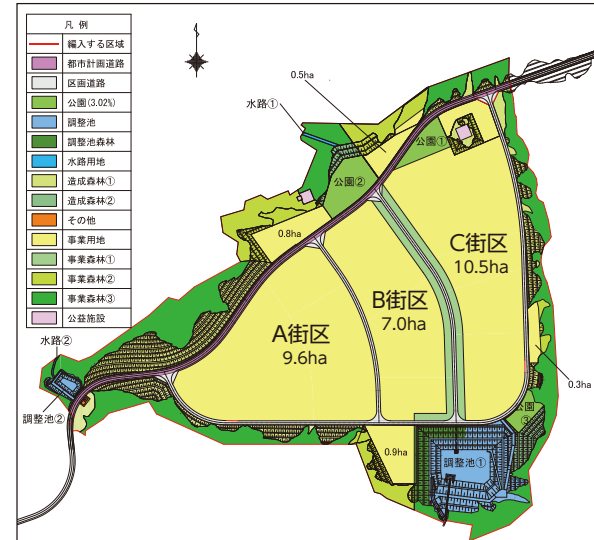 凡例
編入する区域
都市計画道路
区画道路
公園(3.02%)
調整池
調整池森林
水路用地
造成森林①
造成森林②
その他
事業用地
事業森林①
事業森林②
事業森林③
公益施設
0.5ha
水路①
公園①
公園②
0.8ha
C街区
10.5ha
B街区
7.0ha
A街区
9.6ha
水路②
調整池②
0.3ha
公園
③
0.9ha
調整池①